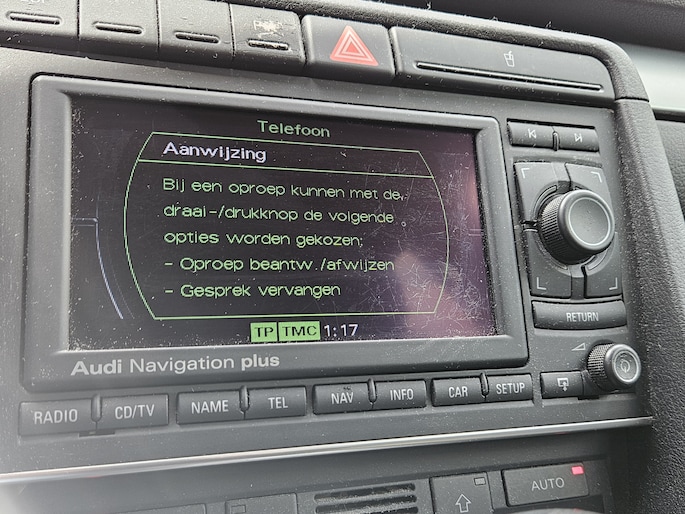 Telefoon
Aanwijzing
Bij een oproep kunnen met de
draai-/drukknop de volgende
opties worden gekozen:
- Oproep beantw./afwijzen
- Gesprek vervangen
TP TMC 1:17
RETURN
Audi Navigation plus
RADIO CD/TV NAME TEL NAV INFO CAR SETUP
AUTO